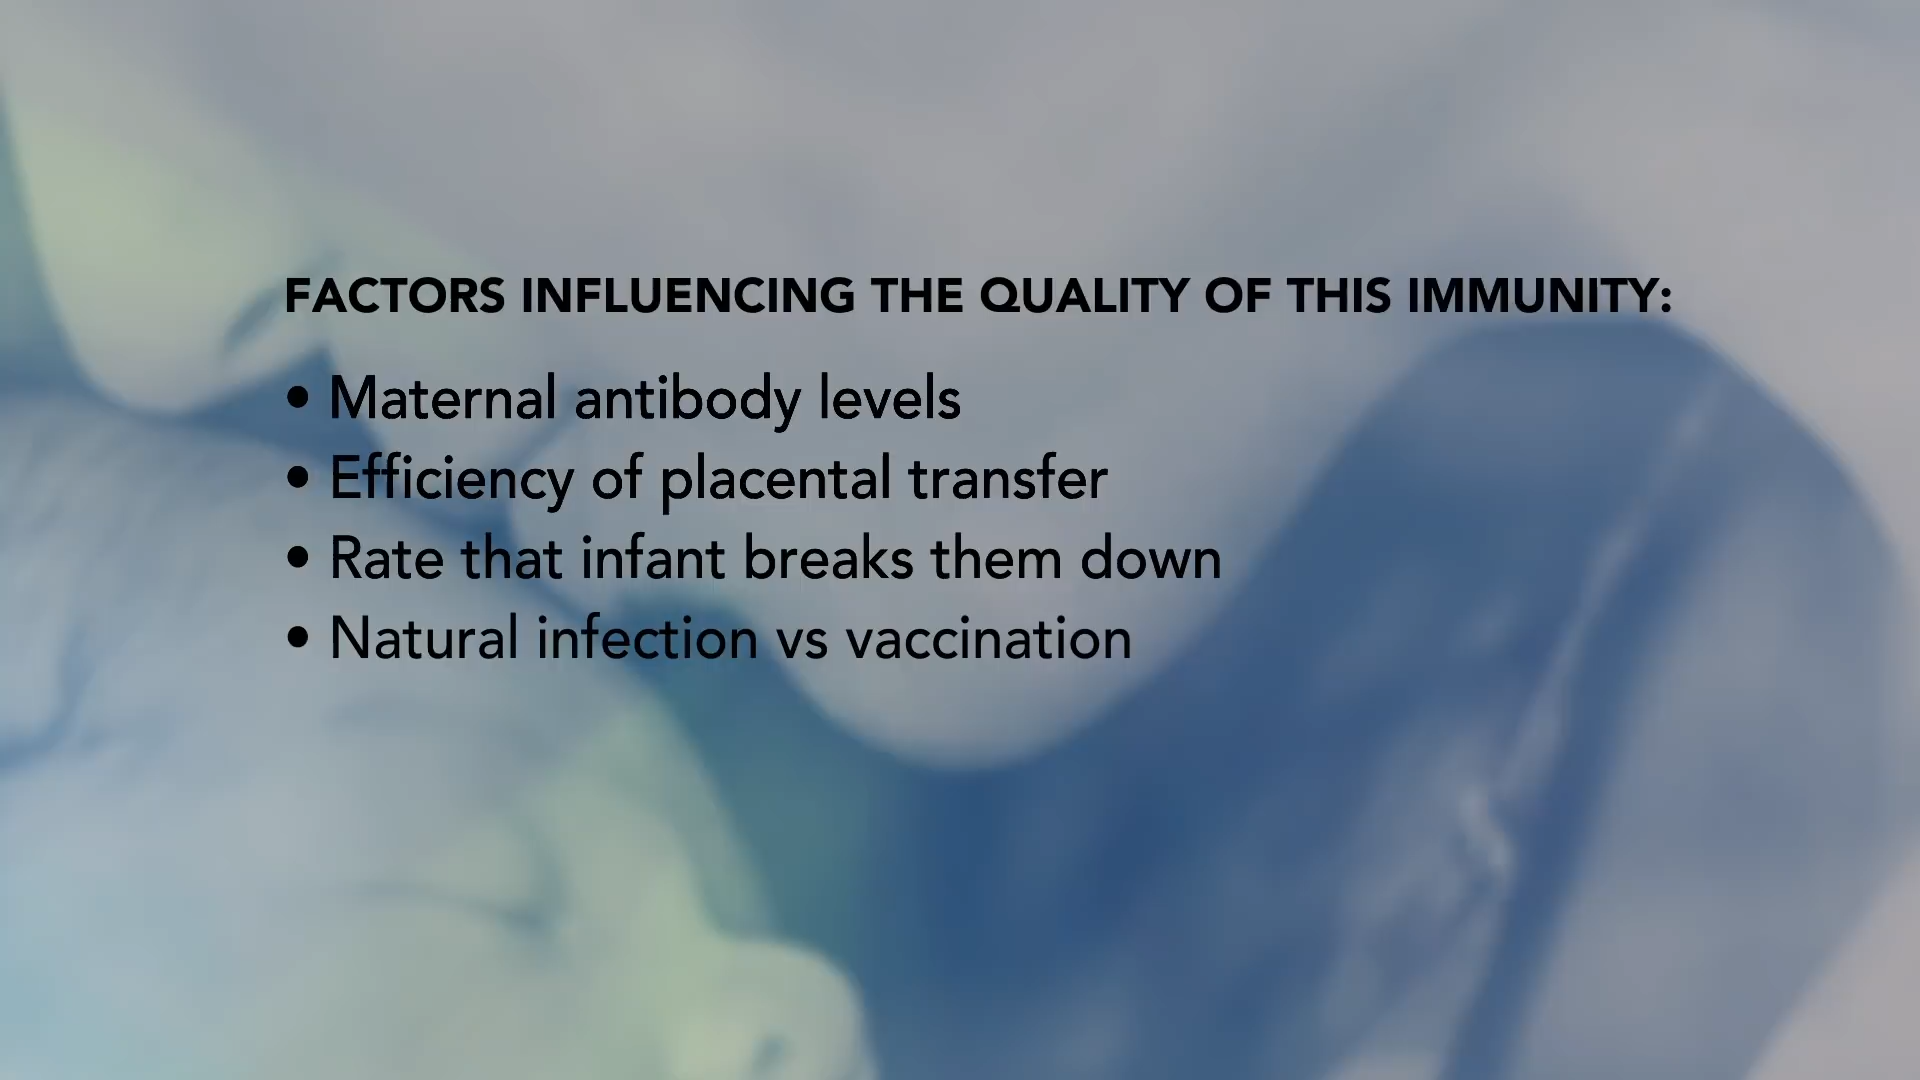 FACTORS INFLUENCING THE QUALITY OF THIS IMMUNITY:
• Maternal antibody levels
• Efficiency of placental transfer
• Rate that infant breaks them down
• Natural infection vs vaccination